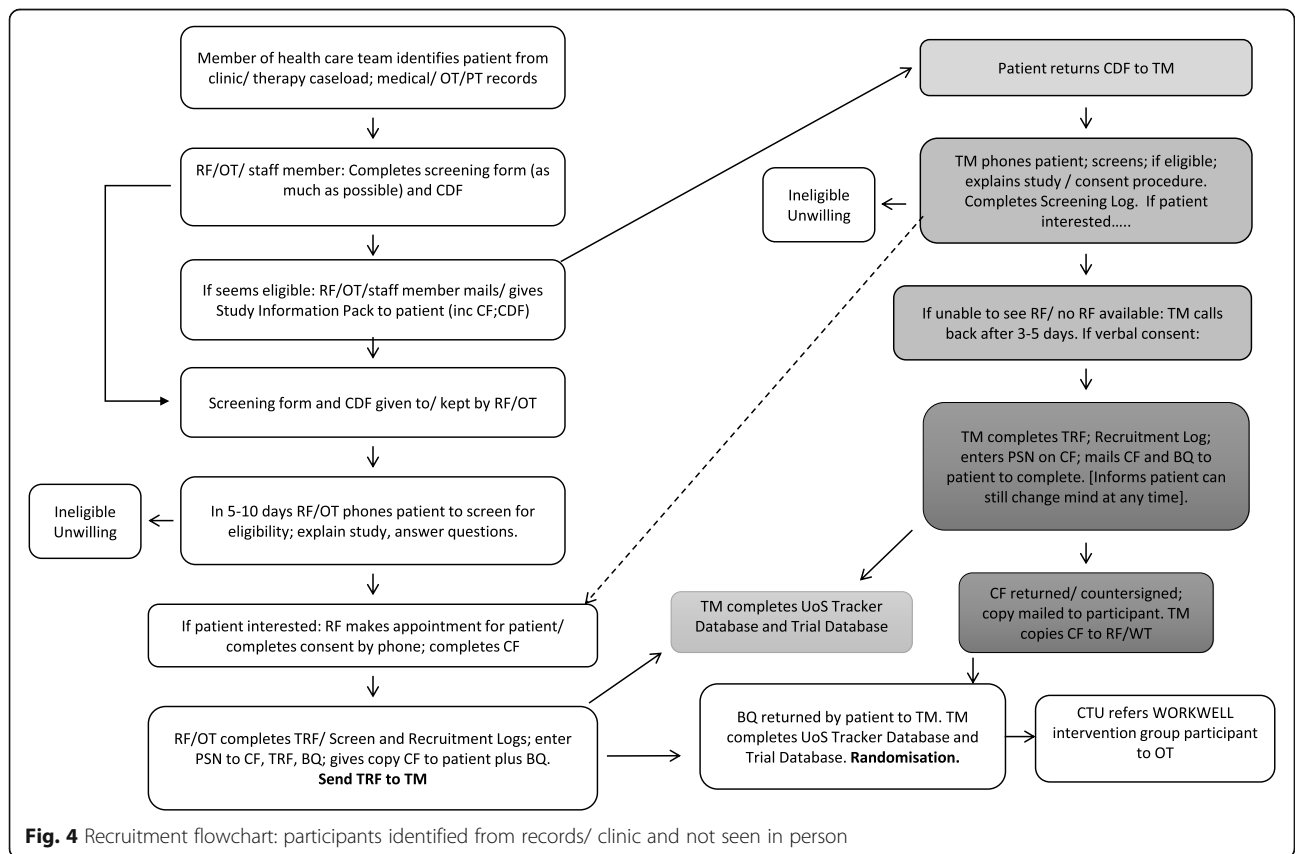 Member of health care team identifies patient from
clinic/ therapy caseload; medical/ OT/PT records
RF/OT/ staff member: Completes screening form (as
much as possible) and CDF
If seems eligible: RF/OT/staff member mails/ gives
Study Information Pack to patient (inc CF;CDF)
Screening form and CDF given to/ kept by RF/OT
Ineligible
Unwilling
In 5-10 days RF/OT phones patient to screen for
eligibility; explain study, answer questions.
If patient interested: RF makes appointment for patient/
completes consent by phone; completes CF
RF/OT completes TRF/ Screen and Recruitment Logs; enter
PSN to CF, TRF, BQ; gives copy CF to patient plus BQ.
Send TRF to TM
Patient returns CDF to TM
Ineligible
Unwilling
TM phones patient; screens; if eligible;
explains study / consent procedure.
Completes Screening Log.  If patient
interested.....
If unable to see RF/ no RF available: TM calls
back after 3-5 days. If verbal consent:
TM completes TRF; Recruitment Log;
enters PSN on CF; mails CF and BQ to
patient to complete. [Informs patient can
still change mind at any time].
TM completes UoS Tracker
Database and Trial Database
CF returned/ countersigned;
copy mailed to participant. TM
copies CF to RF/WT
BQ returned by patient to TM. TM
completes UoS Tracker Database and
Trial Database. Randomisation.
CTU refers WORKWELL
intervention group participant
to OT
Fig. 4 Recruitment flowchart: participants identified from records/ clinic and not seen in person